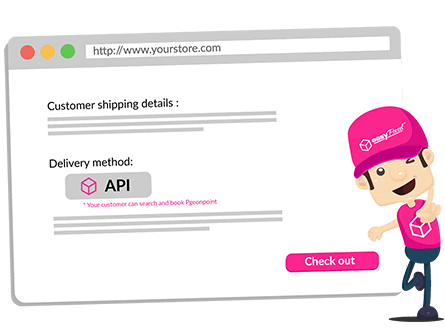 http://www.yourstore.com
Customer shipping details :
Delivery method:
API
* Your customer can search and book Pgeonpoint
Check out
easyParcel